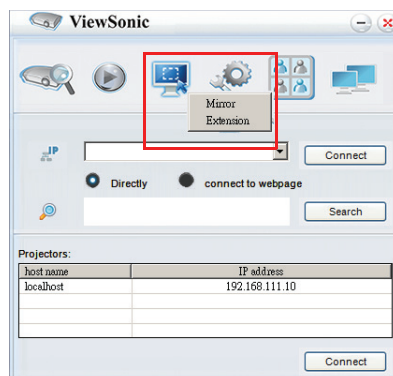 ViewSonic
Mirror
Extension
IP
Connect
Directly connect to webpage
Search
Projectors:
host name IP address
localhost 192.168.111.10
Connect